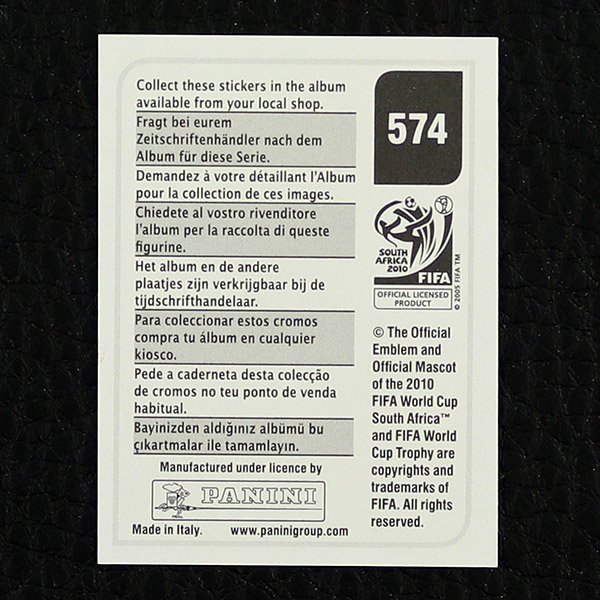 Collect these stickers in the album
available from your local shop.
Fragt bei eurem
Zeitschriftenhändler nach dem
Album für diese Serie.
Demandez à votre détaillant l'Album
pour la collection de ces images.
Chiedete al vostro rivenditore
l'album per la raccolta di queste
figurine.
Het album en de andere
plaatjes zijn verkrijgbaar bij de
tijdschrifthandelaar.
Para coleccionar estos cromos
compra tu álbum en cualquier
kiosco.
Pede a caderneta desta colecção
de cromos no teu ponto de venda
habitual.
Bayinizden aldığınız albümü bu
çıkartmalar ile tamamlayın.
Manufactured under licence by
PANINI
Made in Italy. www.paninigroup.com
574
SOUTH
AFRICA
2010
FIFA
OFFICIAL LICENSED
PRODUCT
© 2005 FIFA TM
© The Official
Emblem and
Official Mascot
of the 2010
FIFA World Cup
South Africa™
and FIFA World
Cup Trophy are
copyrights and
trademarks of
FIFA. All rights
reserved.